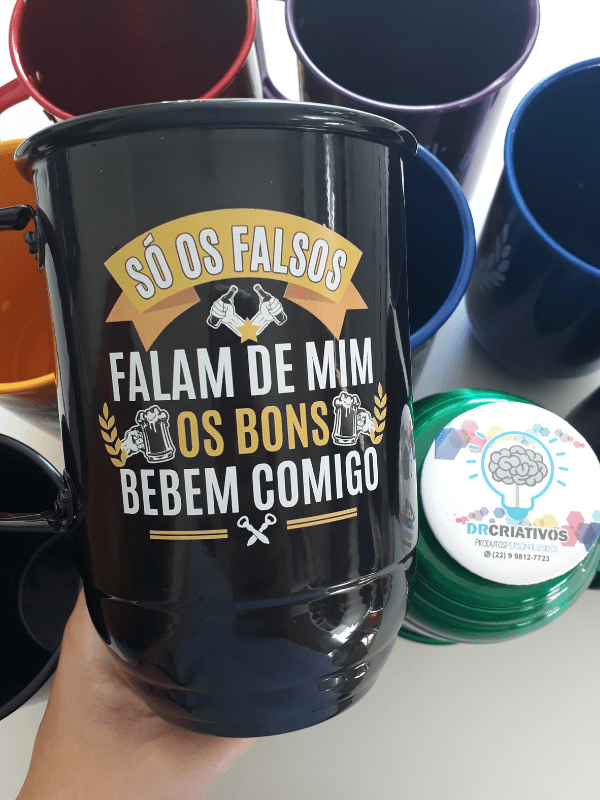 SÓ OS FALSOS
FALAM DE MIM
OS BONS
BEBEM COMIGO
DRCRIATIVOS
PRODUTOS PERSONALIZADOS
(22) 9 9812-7723